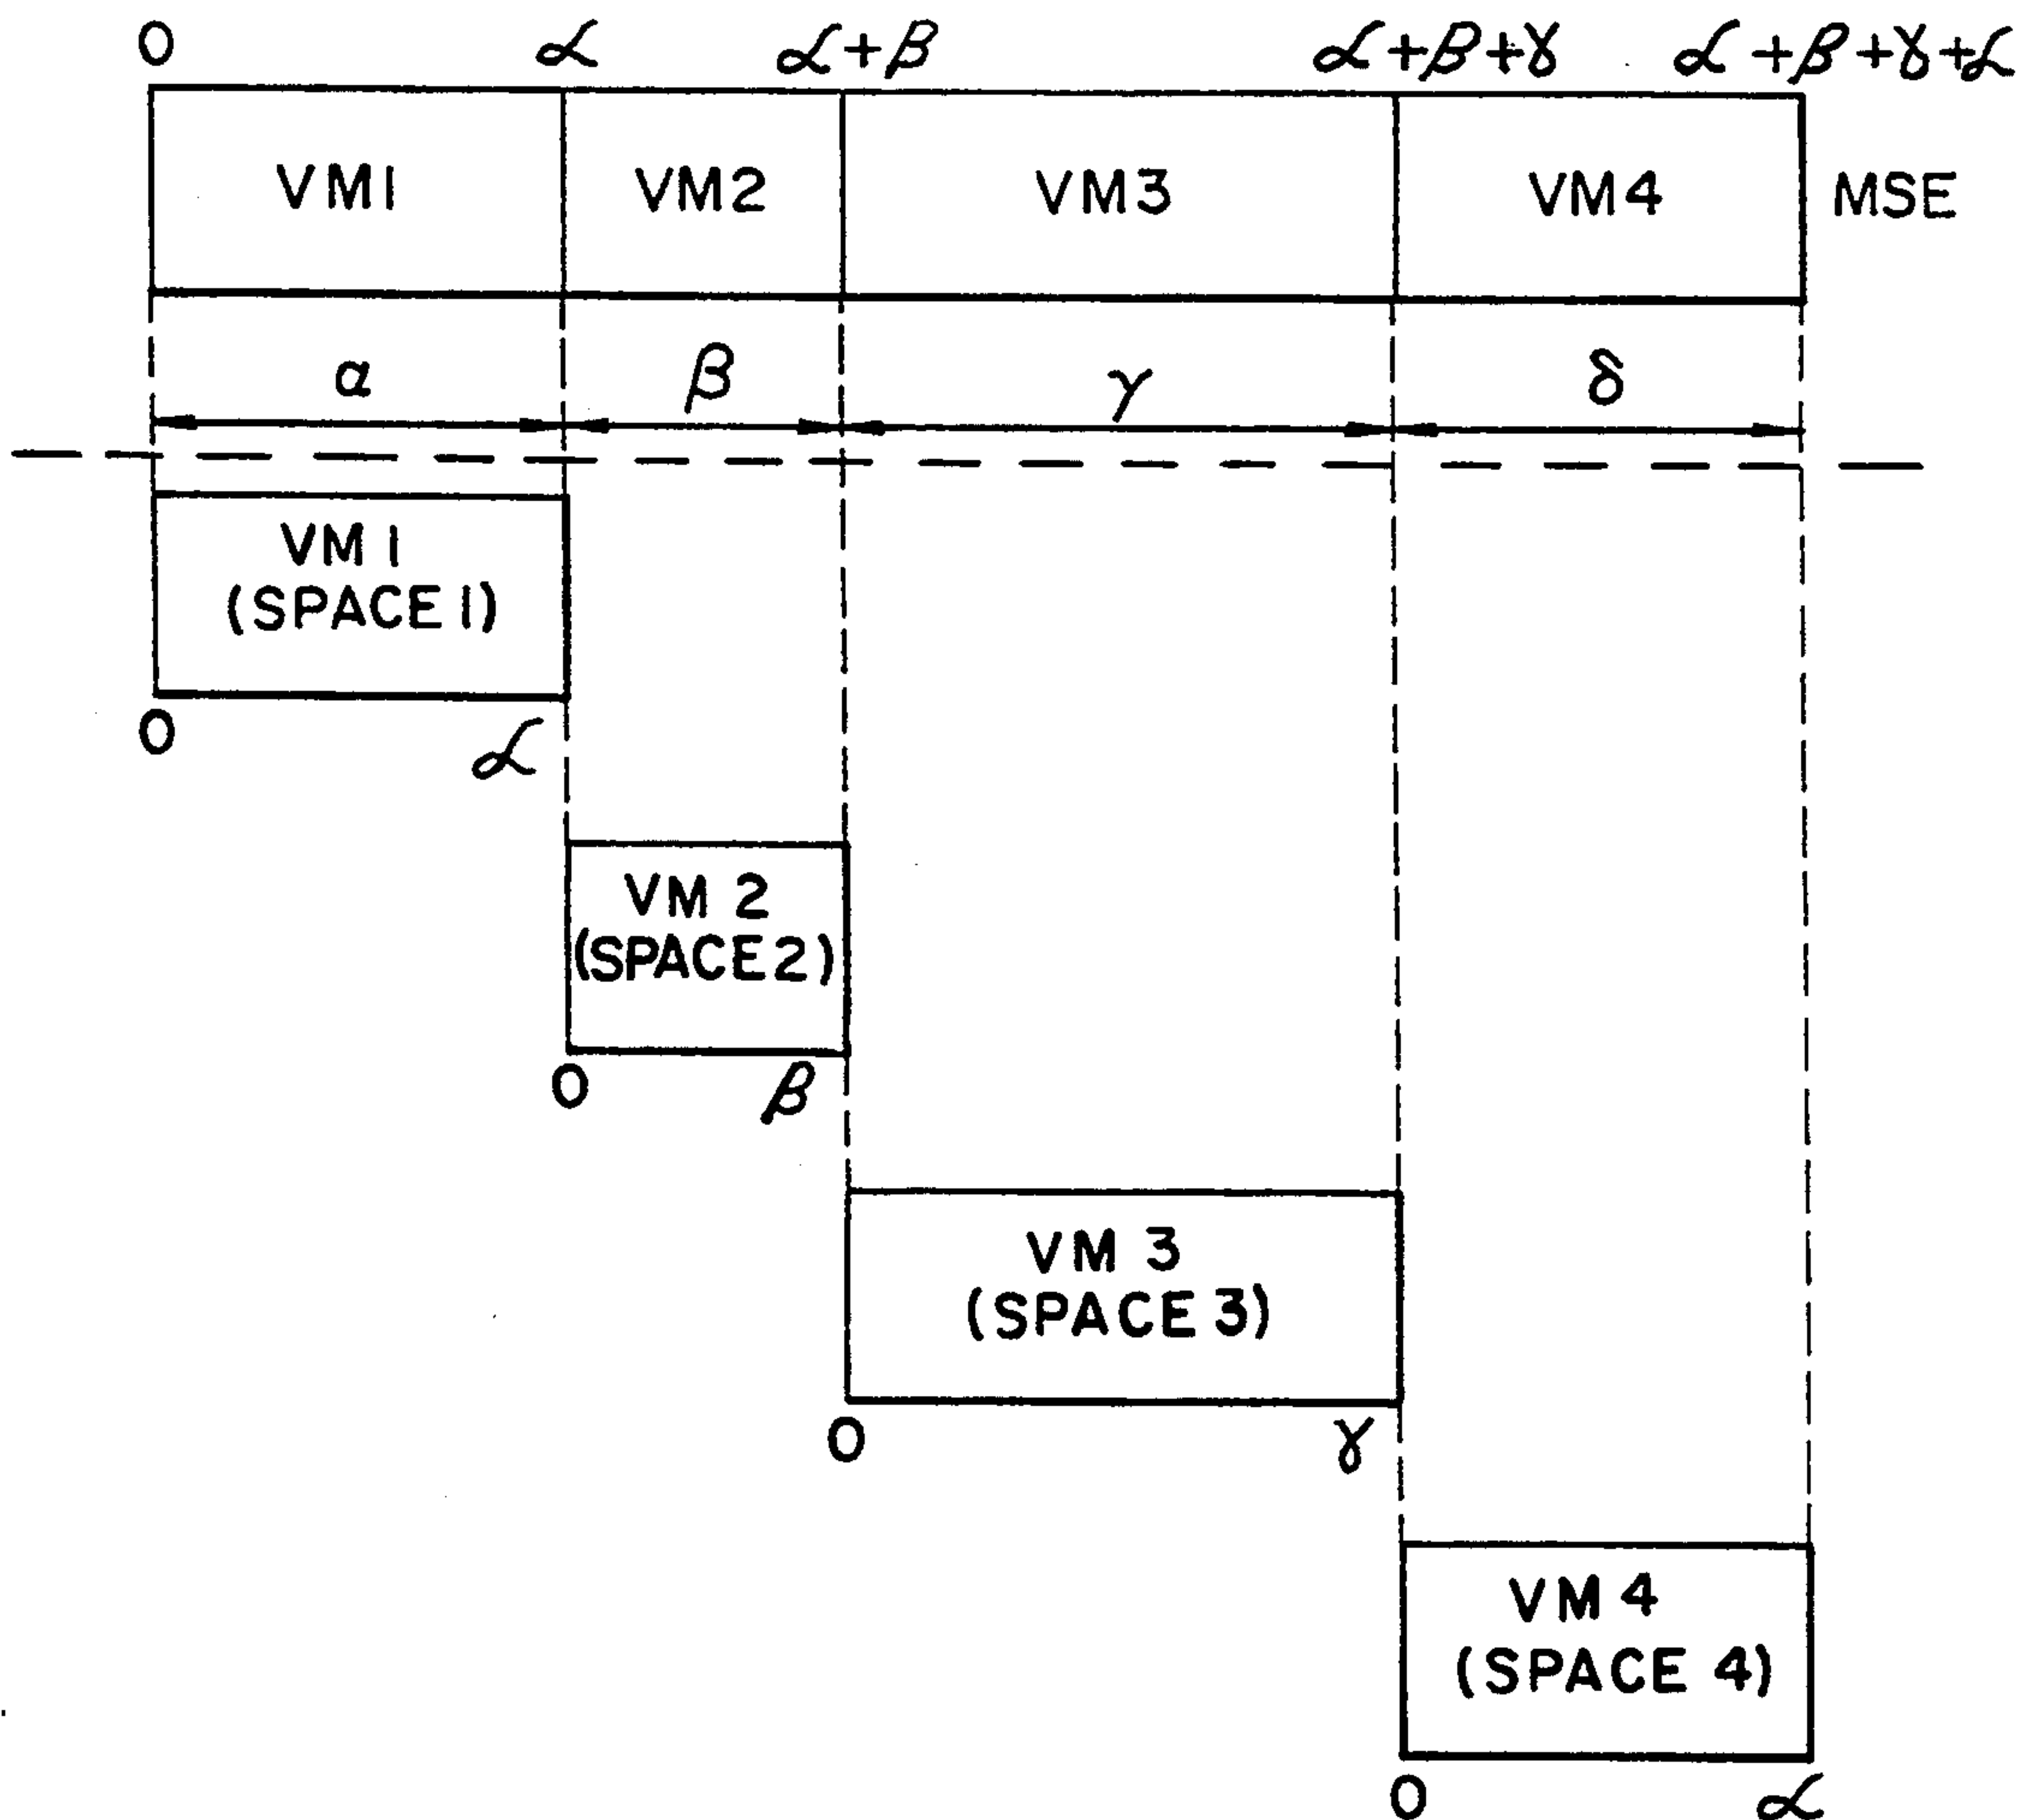 0 α α+β α+β+γ α+β+γ+α
VM1 VM2 VM3 VM4 MSE
α β γ δ
VM 1
(SPACE 1)
0 α
VM 2
(SPACE 2)
0 β
VM 3
(SPACE 3)
0 γ
VM 4
(SPACE 4)
0 α